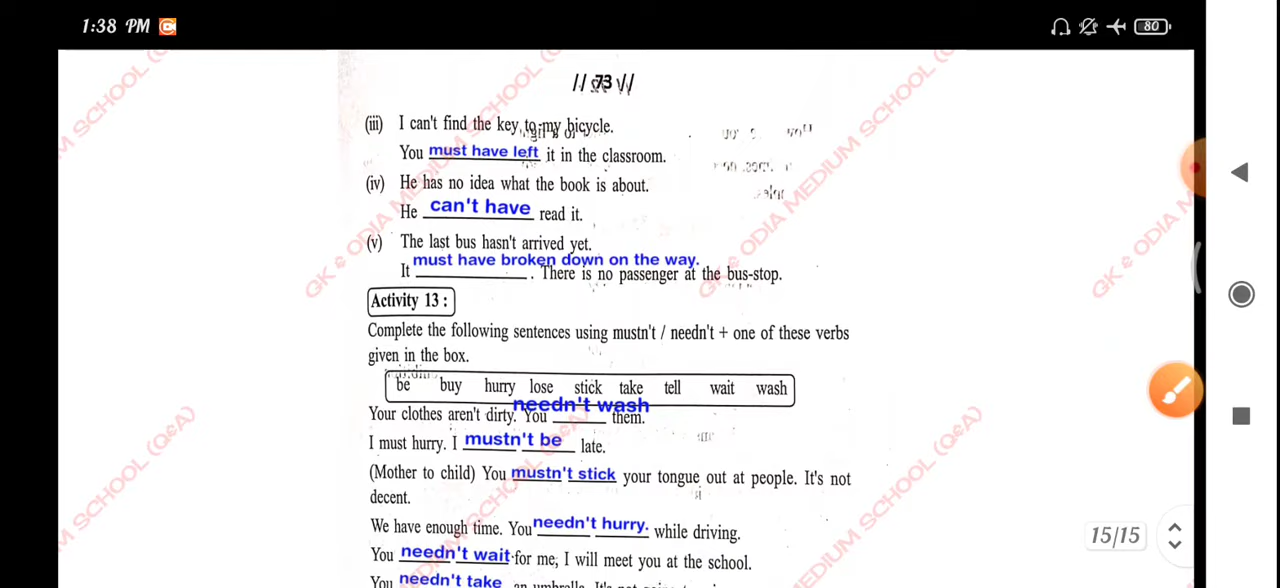 1:38 PM
80
// 73 \//
(iii) I can't find the key to my bicycle.
You must have left it in the classroom.
(iv) He has no idea what the book is about.
He can't have read it.
(v) The last bus hasn't arrived yet.
It must have broken down on the way. There is no passenger at the bus-stop.
Activity 13 :
Complete the following sentences using mustn't / needn't + one of these verbs
given in the box.
be buy hurry lose stick take tell wait wash
Your clothes aren't dirty. You needn't wash them.
I must hurry. I mustn't be late.
(Mother to child) You mustn't stick your tongue out at people. It's not
decent.
We have enough time. You needn't hurry. while driving.
You needn't wait for me; I will meet you at the school.
You needn't take an umbrella. It's not going to
15/15
GK & ODIA MEDIUM SCHOOL (Q&A)